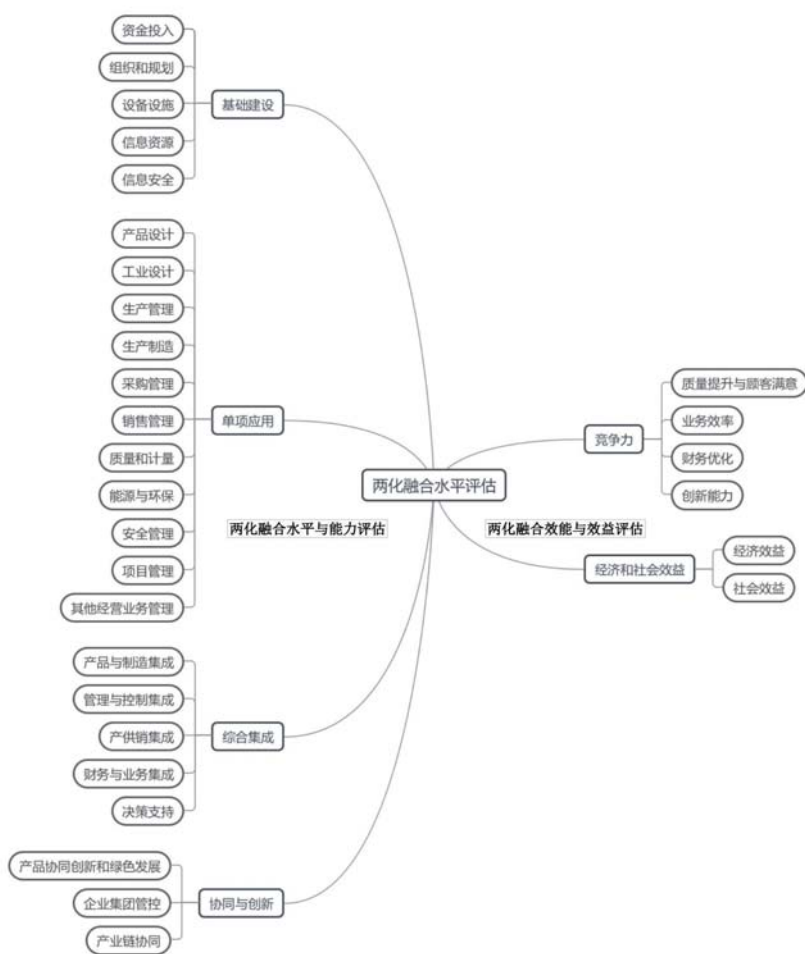 资金投入
组织和规划
设备设施
信息资源
信息安全
基础建设
产品设计
工业设计
生产管理
生产制造
采购管理
销售管理
质量和计量
能源与环保
安全管理
项目管理
其他经营业务管理
单项应用
产品与制造集成
管理与控制集成
产供销集成
财务与业务集成
决策支持
综合集成
产品协同创新和绿色发展
企业集团管控
产业链协同
协同与创新
两化融合水平与能力评估
两化融合水平评估
两化融合效能与效益评估
竞争力
质量提升与顾客满意
业务效率
财务优化
创新能力
经济和社会效益
经济效益
社会效益